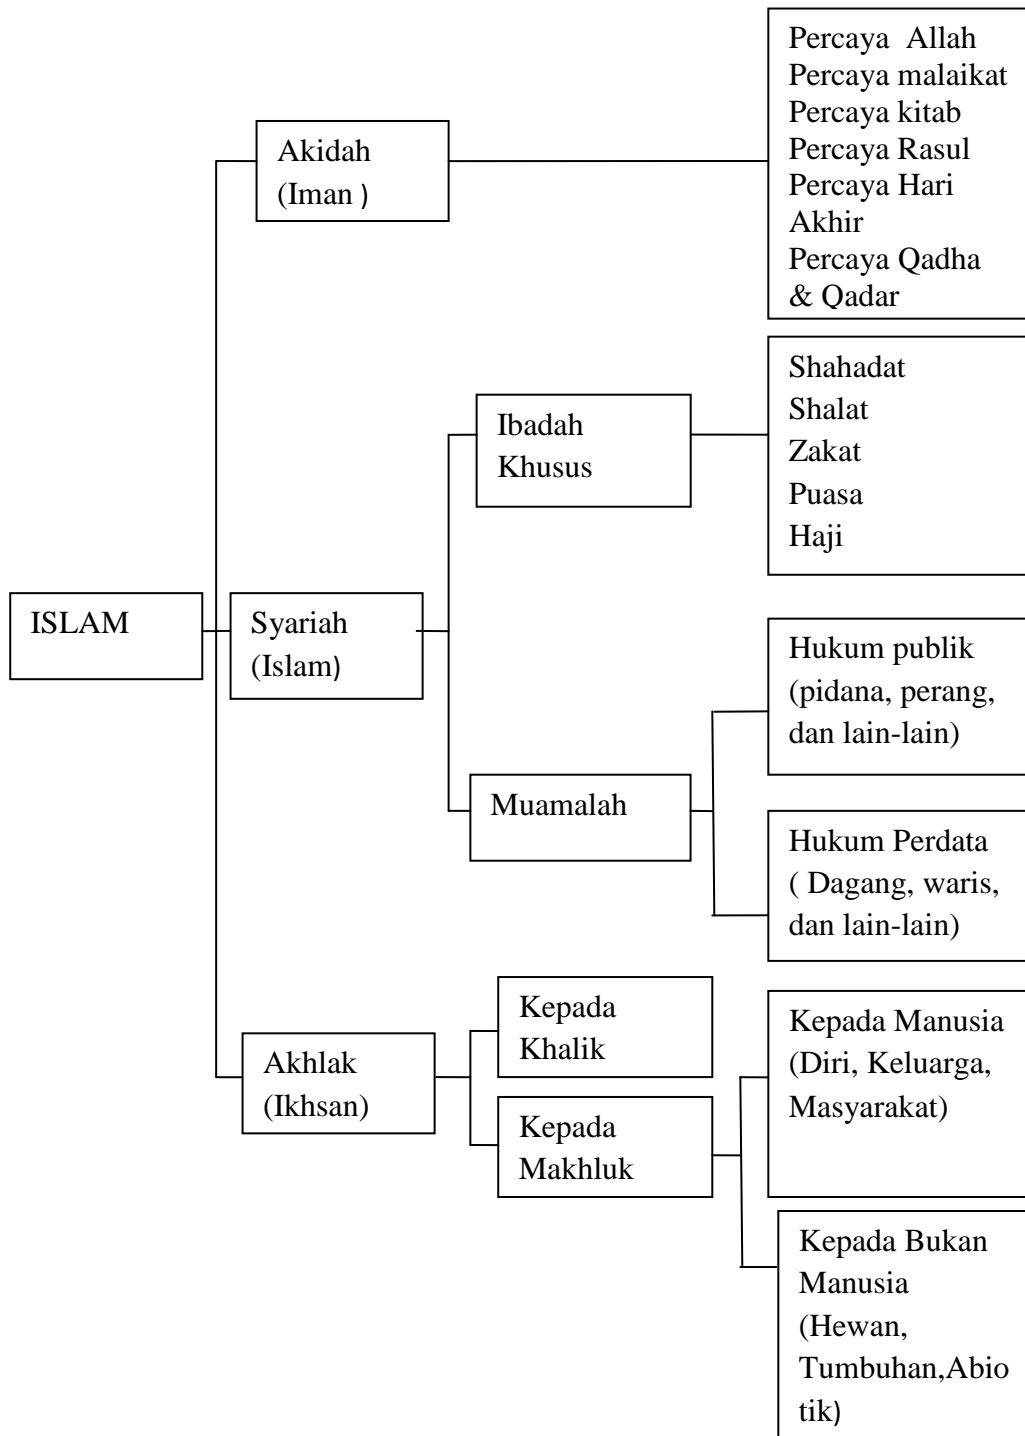 Percaya Allah
Percaya malaikat
Percaya kitab
Percaya Rasul
Percaya Hari
Akhir
Percaya Qadha
& Qadar
Akidah
(Iman )
Shahadat
Shalat
Zakat
Puasa
Haji
Ibadah
Khusus
ISLAM
Syariah
(Islam)
Hukum publik
(pidana, perang,
dan lain-lain)
Muamalah
Hukum Perdata
( Dagang, waris,
dan lain-lain)
Kepada
Khalik
Kepada Manusia
(Diri, Keluarga,
Masyarakat)
Akhlak
(Ikhsan)
Kepada
Makhluk
Kepada Bukan
Manusia
(Hewan,
Tumbuhan,Abio
tik)